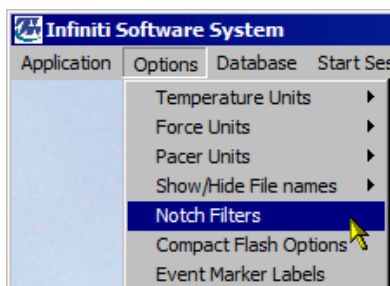 Infiniti Software System
Application Options Database Start Ses
Temperature Units
Force Units
Pacer Units
Show/Hide File names
Notch Filters
Compact Flash Options
Event Marker Labels